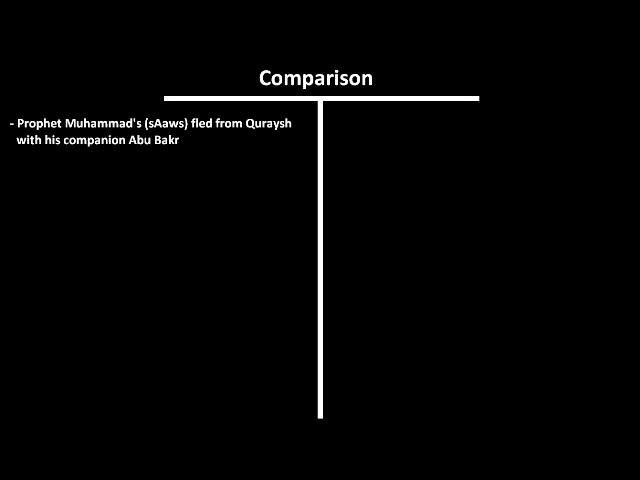 Comparison
- Prophet Muhammad's (sAaws) fled from Quraysh
with his companion Abu Bakr